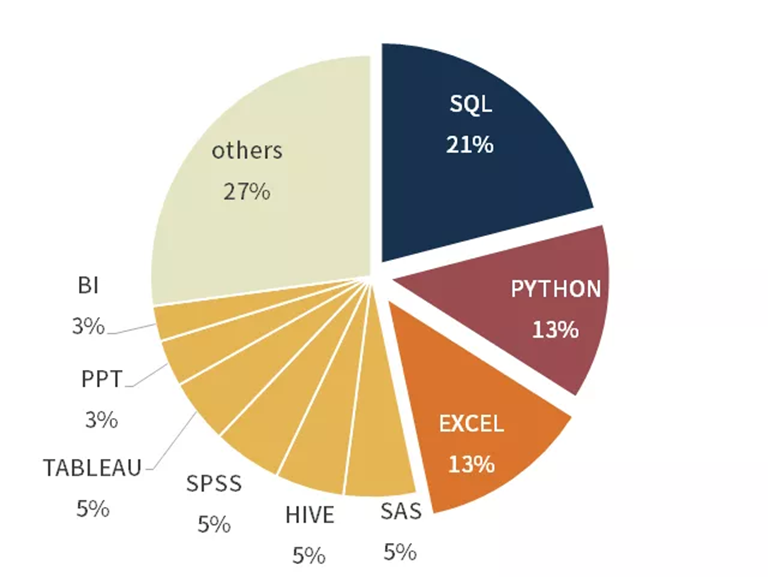 SQL
21%
others
27%
PYTHON
13%
BI
3%
PPT
3%
EXCEL
13%
TABLEAU
5%
SPSS
5%
HIVE
5%
SAS
5%